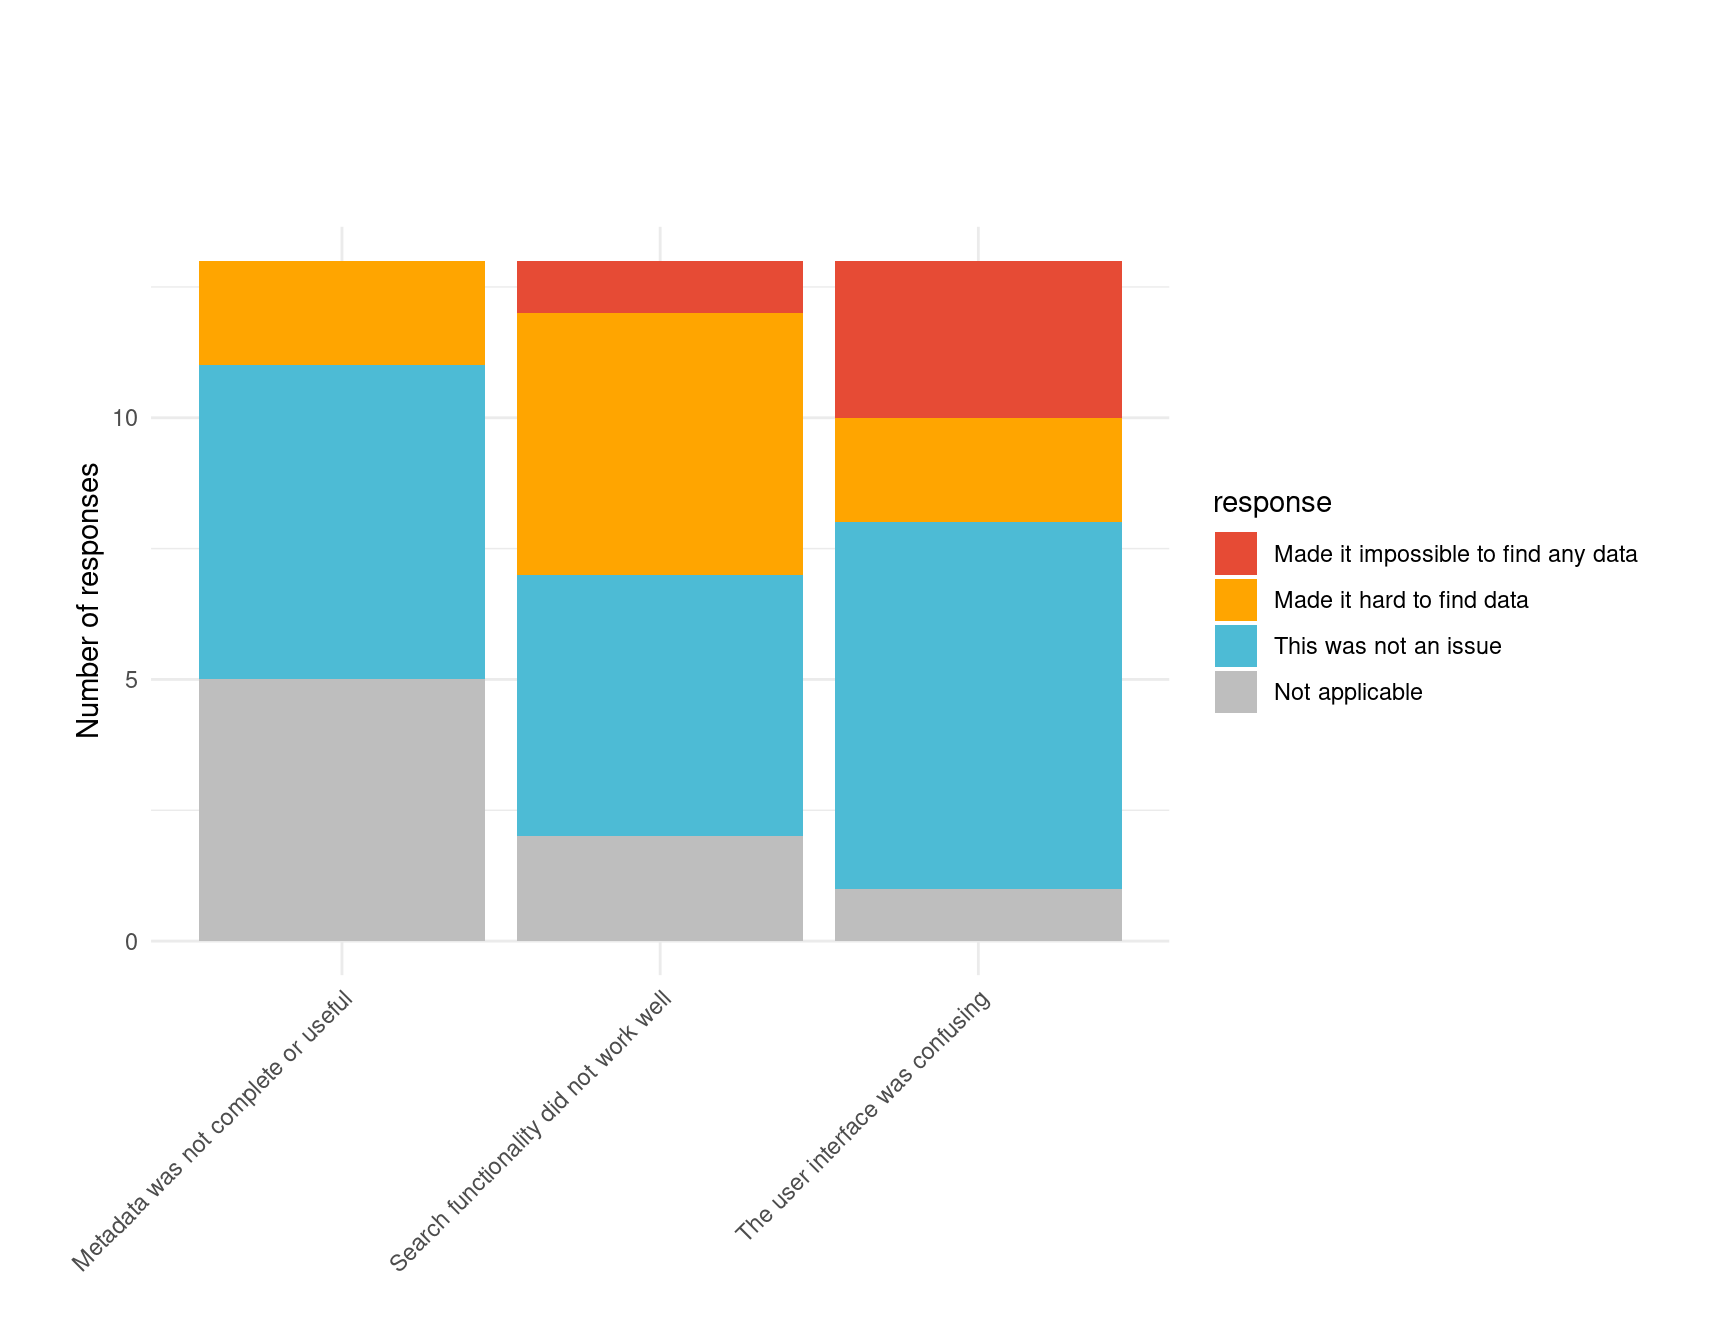 Number of responses
10
5
0
Metadata was not complete or useful
Search functionality did not work well
The user interface was confusing
response
Made it impossible to find any data
Made it hard to find data
This was not an issue
Not applicable